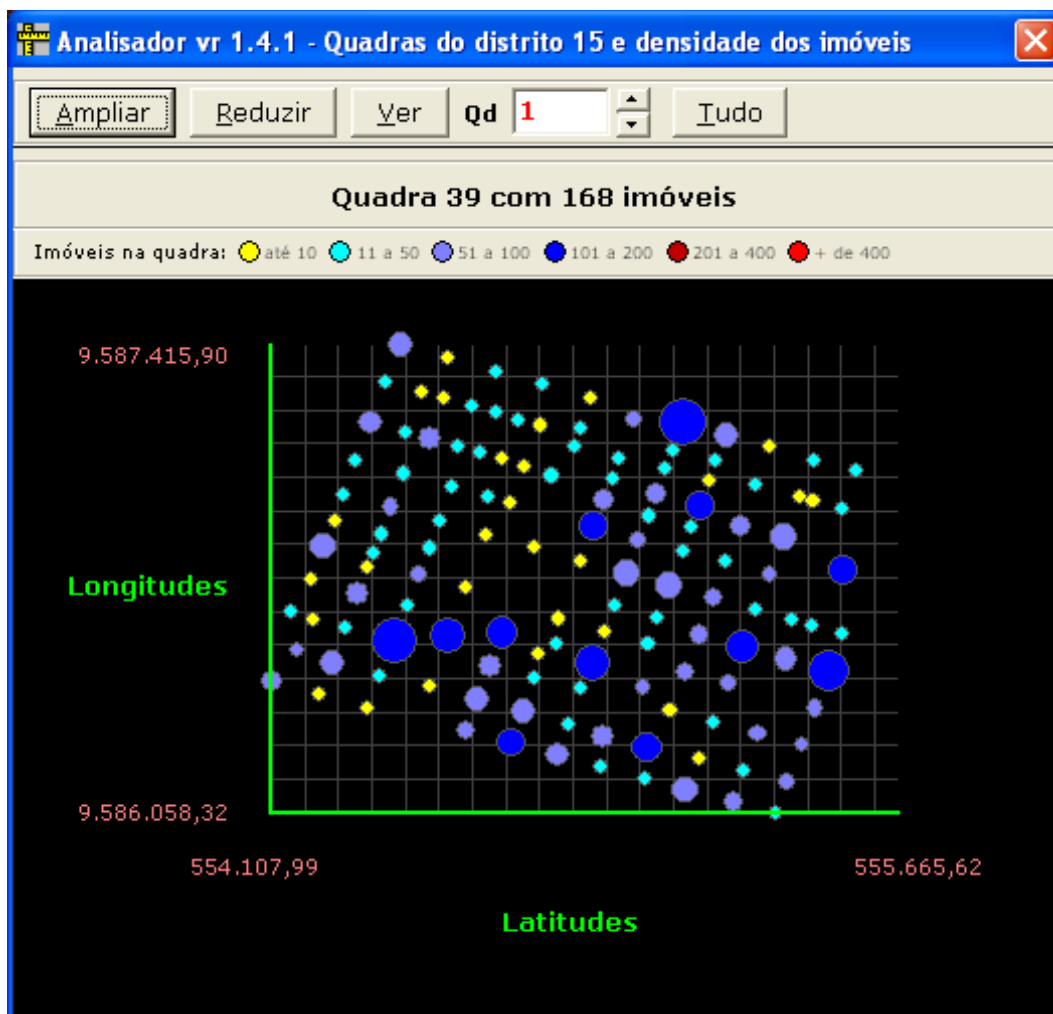 Analisador vr 1.4.1 - Quadras do distrito 15 e densidade dos imóveis
Ampliar Reduzir Ver Qd 1 Tudo
Quadra 39 com 168 imóveis
Imóveis na quadra: até 10 11 a 50 51 a 100 101 a 200 201 a 400 + de 400
9.587.415,90
Longitudes
9.586.058,32
554.107,99 555.665,62
Latitudes